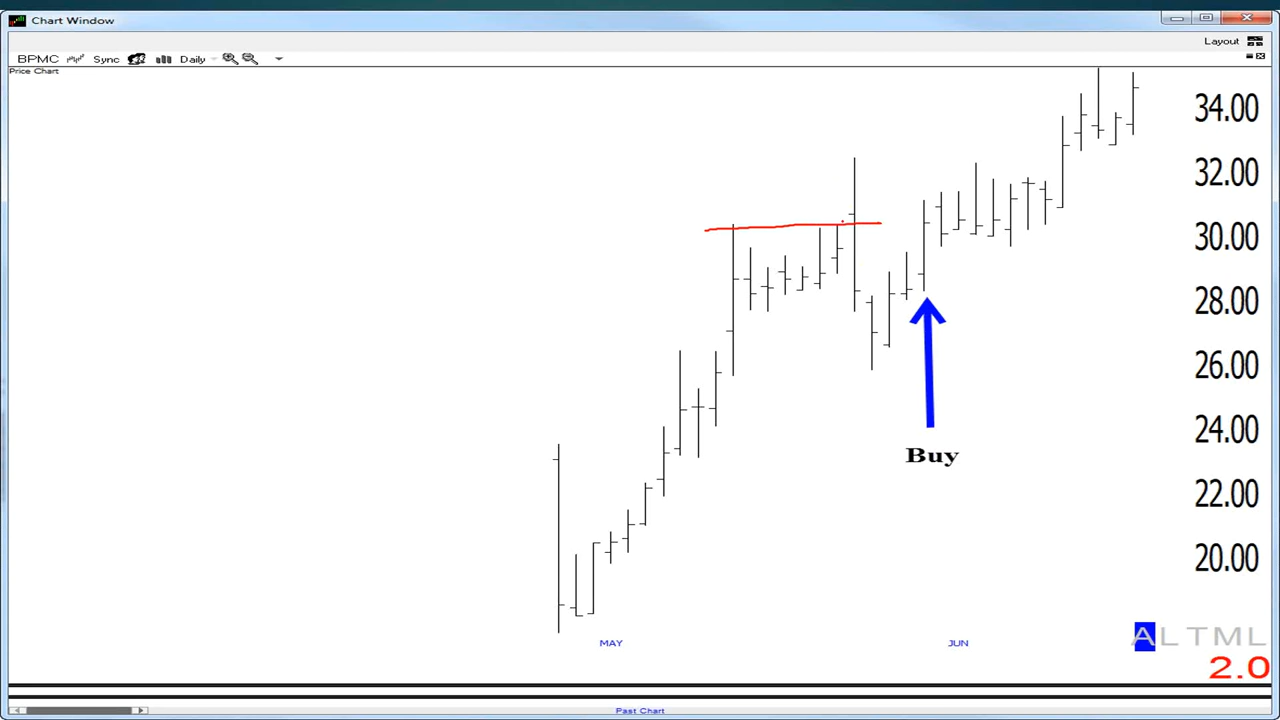 Chart Window
Layout
BPMC Sync Daily
Price Chart
34.00
32.00
30.00
28.00
26.00
24.00
Buy
22.00
20.00
MAY JUN
ALTML
2.0
Past Chart